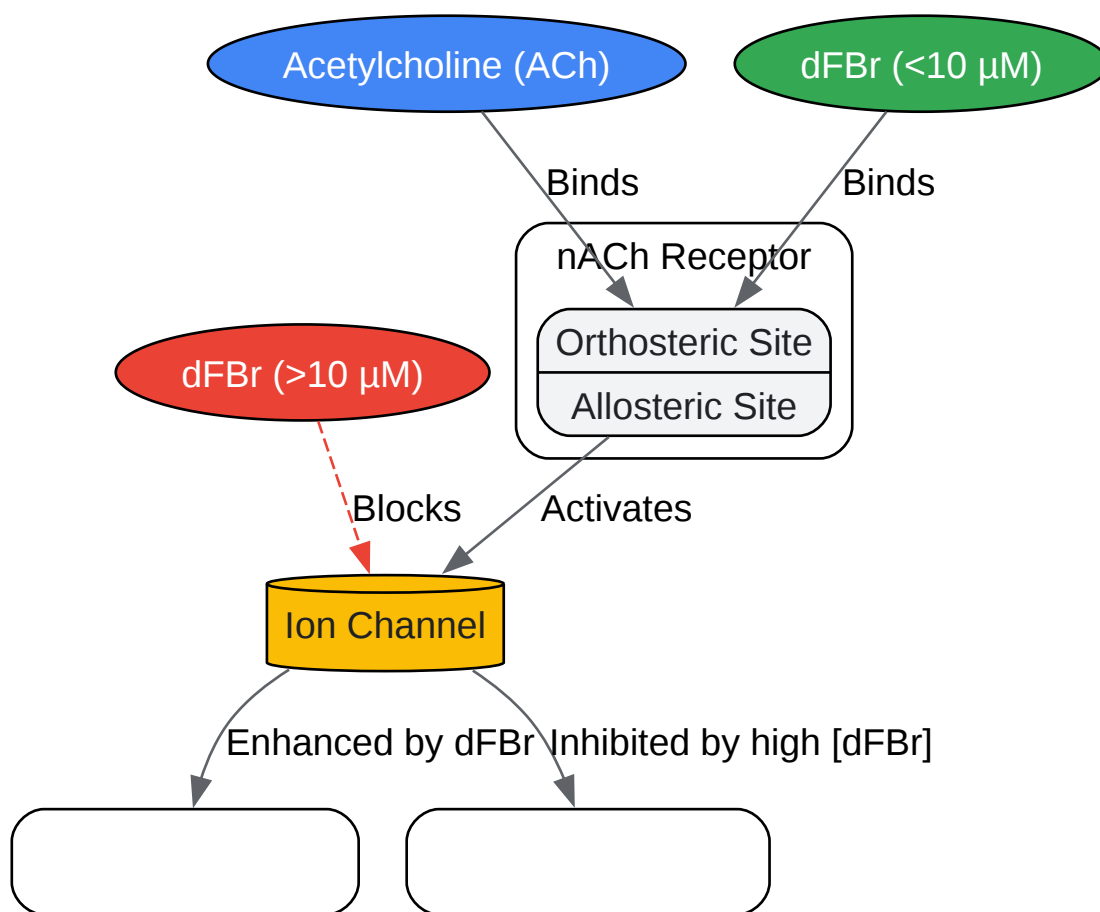 Acetylcholine (ACh)
dFBr (<10 µM)
Binds
Binds
nACh Receptor
Orthosteric Site
dFBr (>10 µM)
Allosteric Site
Blocks
Activates
Ion Channel
Enhanced by dFBr
Inhibited by high [dFBr]